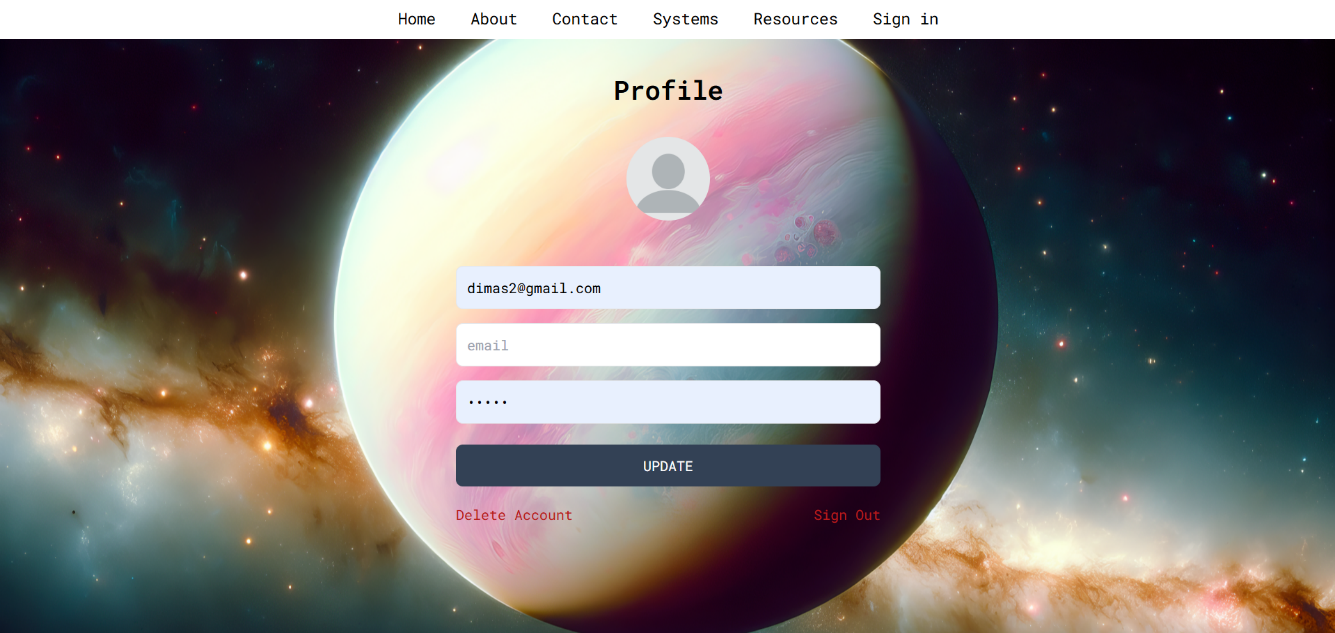 Home About Contact Systems Resources Sign in
Profile
dimas2@gmail.com
email
•••••
UPDATE
Delete Account Sign Out